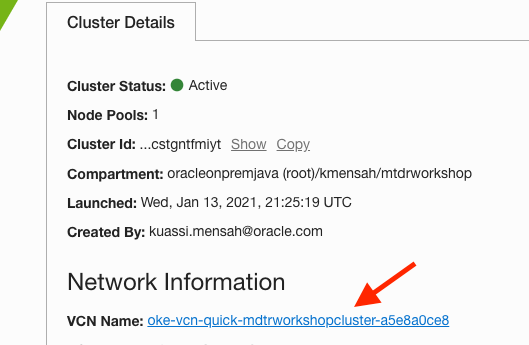 Cluster Details
Cluster Status: Active
Node Pools: 1
Cluster Id: ...cstgntfmiyt Show Copy
Compartment: oracleonpremjava (root)/kmensah/mtdrworkshop
Launched: Wed, Jan 13, 2021, 21:25:19 UTC
Created By: kuassi.mensah@oracle.com
Network Information
VCN Name: oke-vcn-quick-mdtrworkshopcluster-a5e8a0ce8